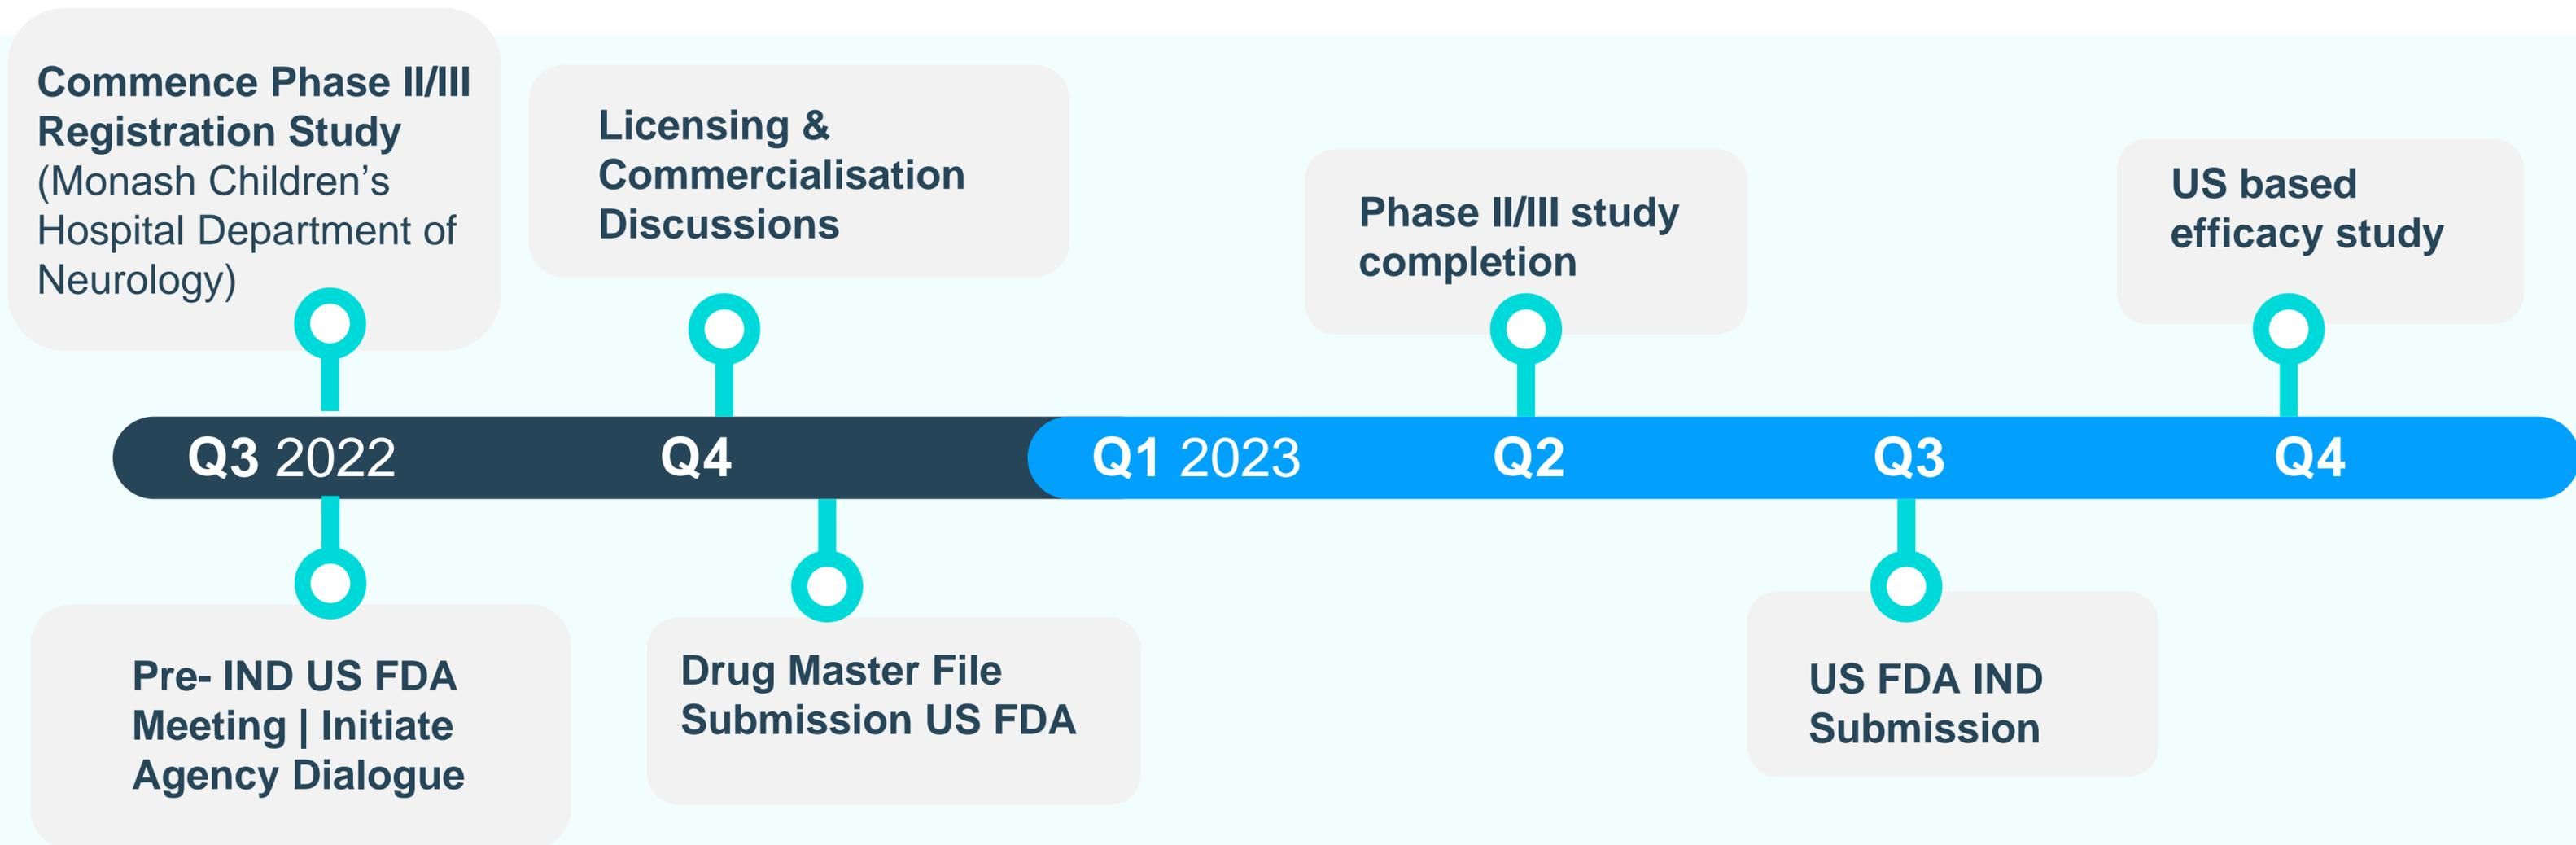 Commence Phase II/III
Registration Study
(Monash Children’s
Hospital Department of
Neurology)
Licensing &
Commercialisation
Discussions
Phase II/III study
completion
US based
efficacy study
Q3 2022
Q4
Q1 2023
Q2
Q3
Q4
Pre- IND US FDA
Meeting | Initiate
Agency Dialogue
Drug Master File
Submission US FDA
US FDA IND
Submission